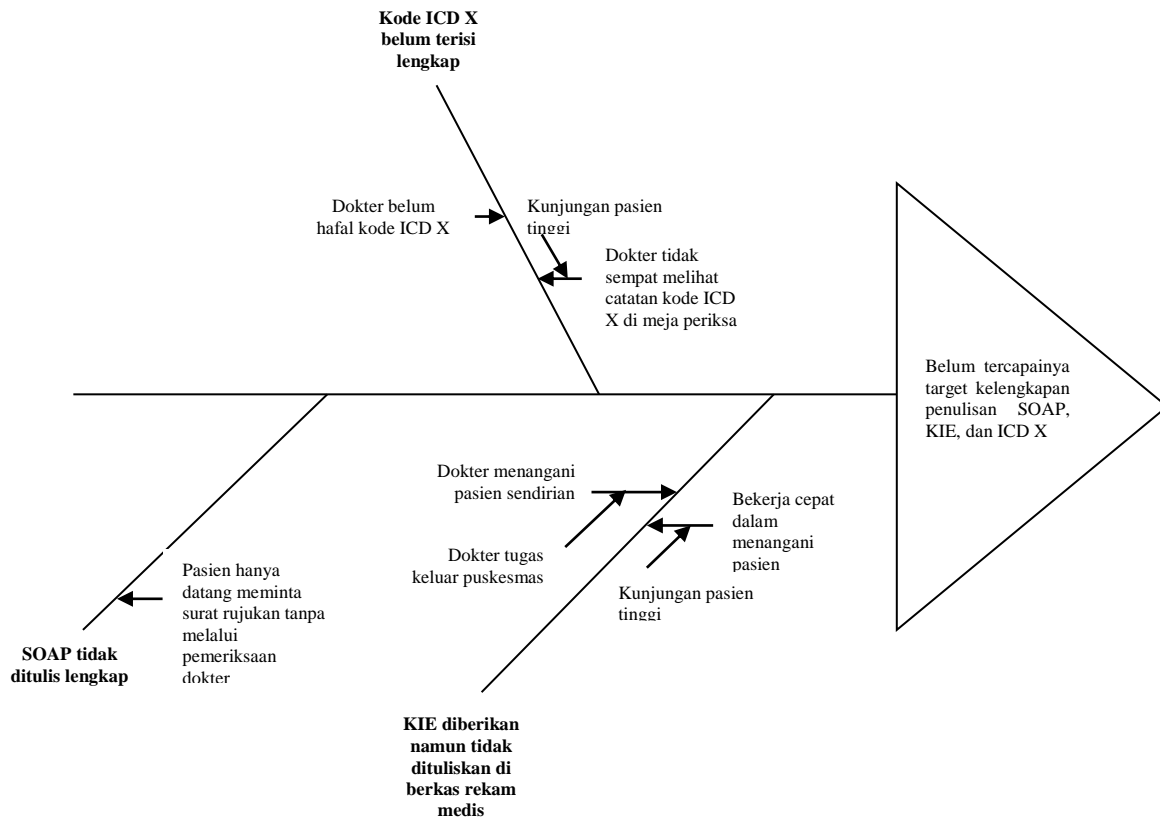 Kode ICD X
belum terisi
lengkap
Dokter belum
hafal kode ICD X
Kunjungan pasien
tinggi
Dokter tidak
sempat melihat
catatan kode ICD
X di meja periksa
Belum tercapainya
target kelengkapan
penulisan SOAP,
KIE, dan ICD X
Dokter menangani
pasien sendirian
Bekerja cepat
dalam
menangani
pasien
Dokter tugas
keluar puskesmas
Kunjungan pasien
tinggi
Pasien hanya
datang meminta
surat rujukan tanpa
melalui
pemeriksaan
dokter
SOAP tidak
ditulis lengkap
KIE diberikan
namun tidak
dituliskan di
berkas rekam
medis